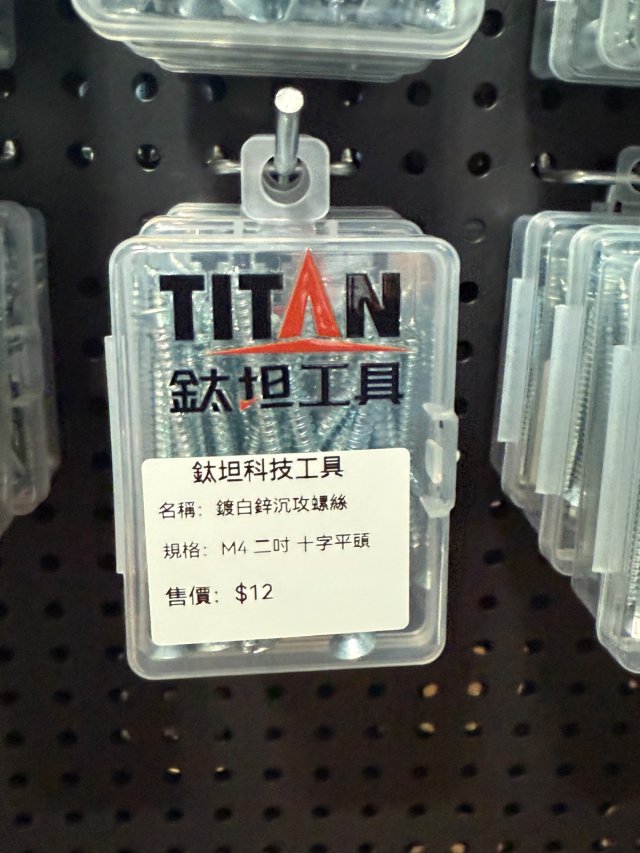 TITAN
鈦坦工具
鈦坦科技工具
名稱: 鍍白鋅沉攻螺絲
規格: M4 二吋 十字平頭
售價: $12